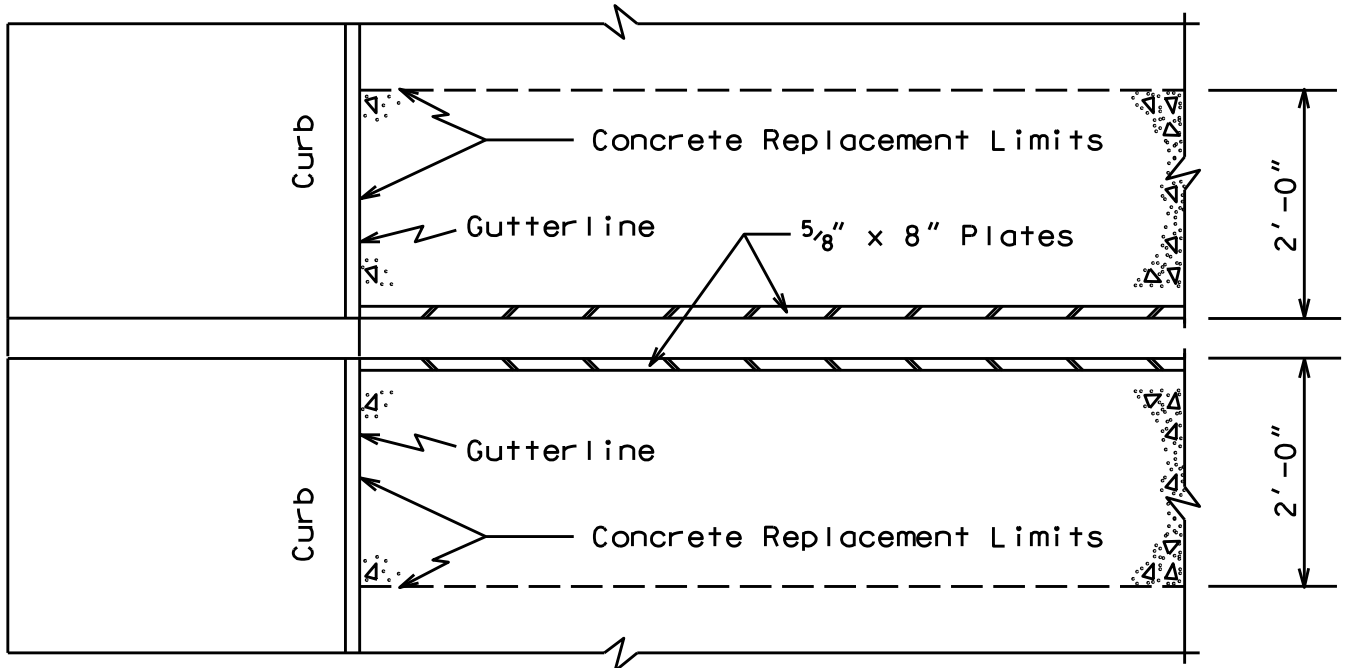 Curb
Concrete Replacement Limits
Gutterline
5/8" x 8" Plates
2'-0"
Curb
Gutterline
Concrete Replacement Limits
2'-0"